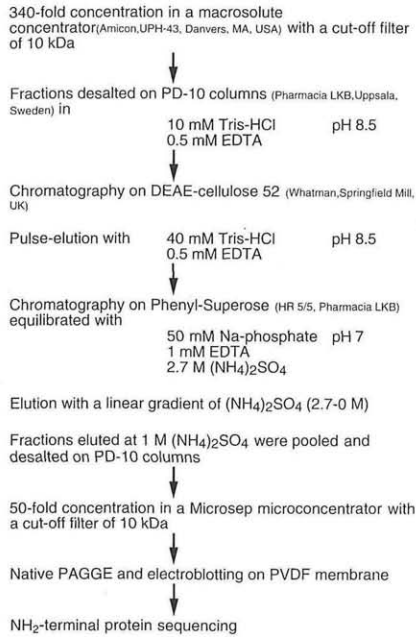 340-fold concentration in a macrosolute
concentrator(Amicon,UPH-43, Danvers, MA, USA) with a cut-off filter
of 10 kDa
Fractions desalted on PD-10 columns (Pharmacia LKB,Uppsala,
Sweden) in
10 mM Tris-HCl pH 8.5
0.5 mM EDTA
Chromatography on DEAE-cellulose 52 (Whatman,Springfield Mill,
UK)
Pulse-elution with 40 mM Tris-HCl pH 8.5
0.5 mM EDTA
Chromatography on Phenyl-Superose (HR 5/5, Pharmacia LKB)
equilibrated with
50 mM Na-phosphate pH 7
1 mM EDTA
2.7 M (NH4)2SO4
Elution with a linear gradient of (NH4)2SO4 (2.7-0 M)
Fractions eluted at 1 M (NH4)2SO4 were pooled and
desalted on PD-10 columns
50-fold concentration in a Microsep microconcentrator with
a cut-off filter of 10 kDa
Native PAGGE and electroblotting on PVDF membrane
NH2-terminal protein sequencing